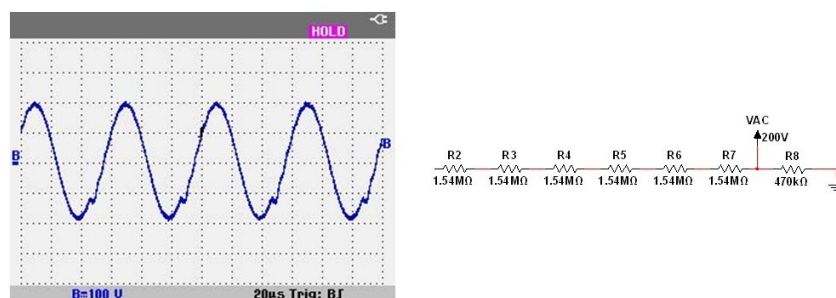 HOLD
B
B
B=100 V 20µs Trig: B∫
VAC
200V
R2 R3 R4 R5 R6 R7 R8
1.54MΩ 1.54MΩ 1.54MΩ 1.54MΩ 1.54MΩ 1.54MΩ 470kΩ